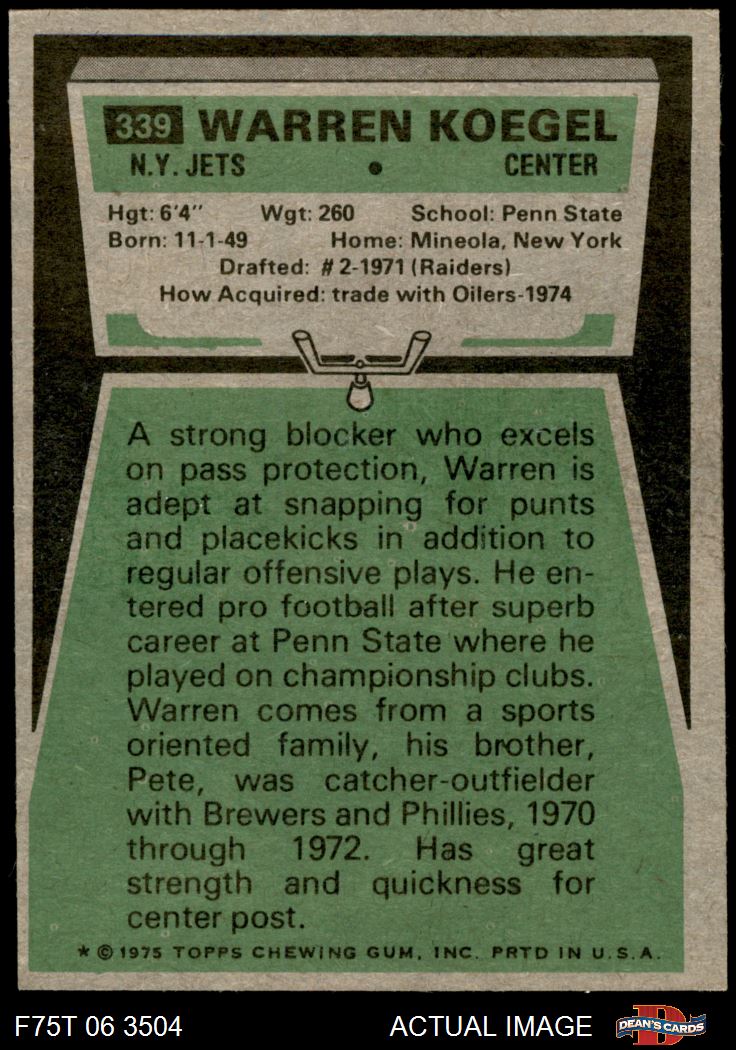 339 WARREN KOEGEL
N.Y. JETS • CENTER
Hgt: 6'4" Wgt: 260 School: Penn State
Born: 11-1-49 Home: Mineola, New York
Drafted: #2-1971 (Raiders)
How Acquired: trade with Oilers-1974
A strong blocker who excels
on pass protection, Warren is
adept at snapping for punts
and placekicks in addition to
regular offensive plays. He en-
tered pro football after superb
career at Penn State where he
played on championship clubs.
Warren comes from a sports
oriented family, his brother,
Pete, was catcher-outfielder
with Brewers and Phillies, 1970
through 1972. Has great
strength and quickness for
center post.
* © 1975 TOPPS CHEWING GUM, INC. PRTD IN U.S.A.
F75T 06 3504 ACTUAL IMAGE D DEAN'S CARDS